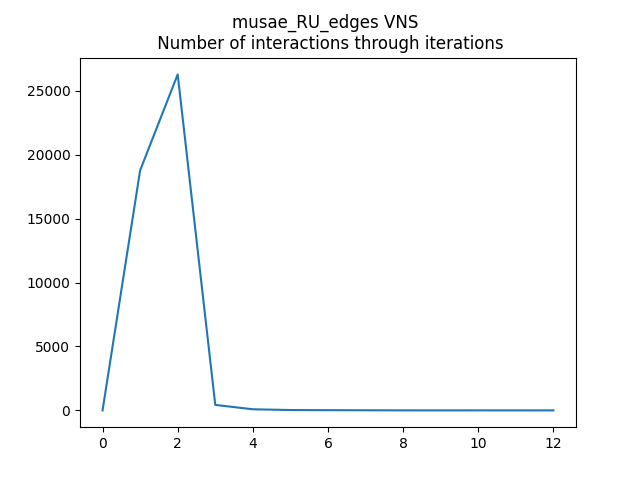 musae_RU_edges VNS
Number of interactions through iterations
25000
20000
15000
10000
5000
0
0 2 4 6 8 10 12